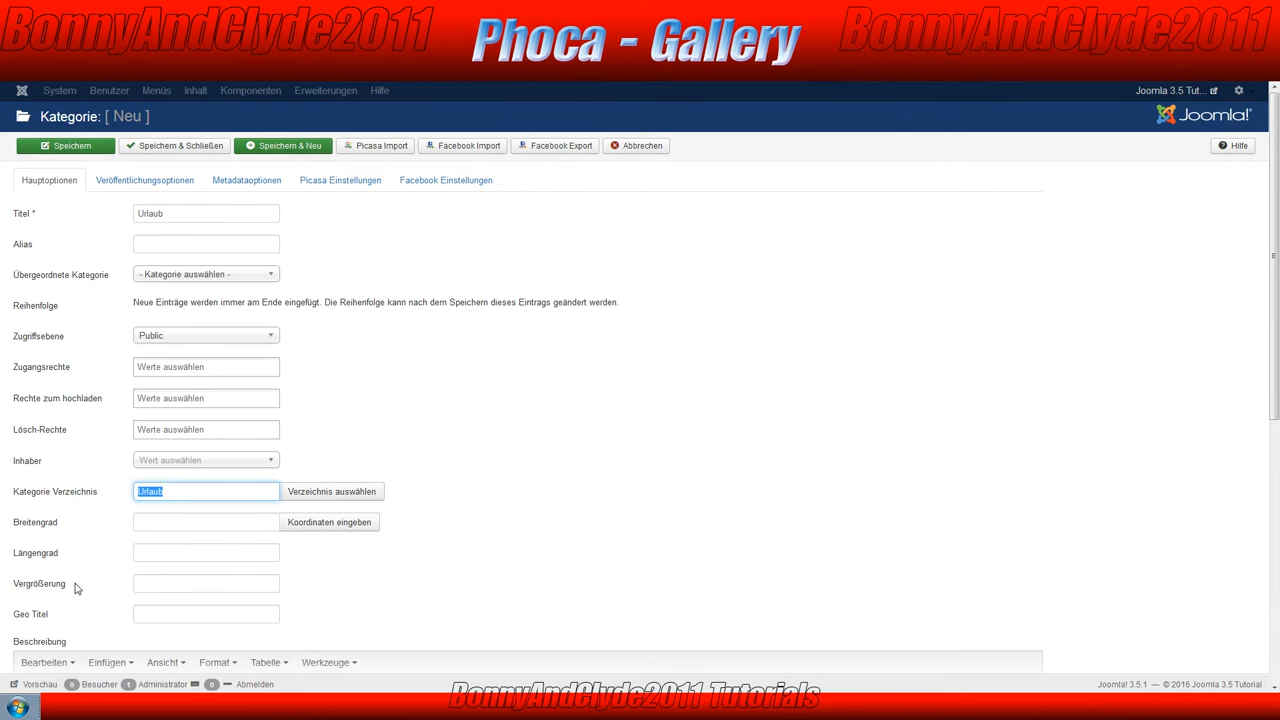 BonnyAndClyde2011 Phoca - Gallery BonnyAndClyde2011
System Benutzer Menüs Inhalt Komponenten Erweiterungen Hilfe Joomla 3.5 Tut...
Kategorie: [ Neu ] Joomla!
Speichern Speichern & Schließen Speichern & Neu Picasa Import Facebook Import Facebook Export Abbrechen Hilfe
Hauptoptionen Veröffentlichungsoptionen Metadataoptionen Picasa Einstellungen Facebook Einstellungen
Titel * Urlaub
Alias
Übergeordnete Kategorie - Kategorie auswählen -
Reihenfolge Neue Einträge werden immer am Ende eingefügt. Die Reihenfolge kann nach dem Speichern dieses Eintrags geändert werden.
Zugriffsebene Public
Zugangsrechte Werte auswählen
Rechte zum hochladen Werte auswählen
Lösch-Rechte Werte auswählen
Inhaber Wert auswählen
Kategorie Verzeichnis Urlaub Verzeichnis auswählen
Breitengrad Koordinaten eingeben
Längengrad
Vergrößerung
Geo Titel
Beschreibung
Bearbeiten Einfügen Ansicht Format Tabelle Werkzeuge
Vorschau 0 Besucher 1 Administrator 0 Abmelden Joomla! 3.5.1 — © 2016 Joomla 3.5 Tutorial
BonnyAndClyde2011 Tutorials